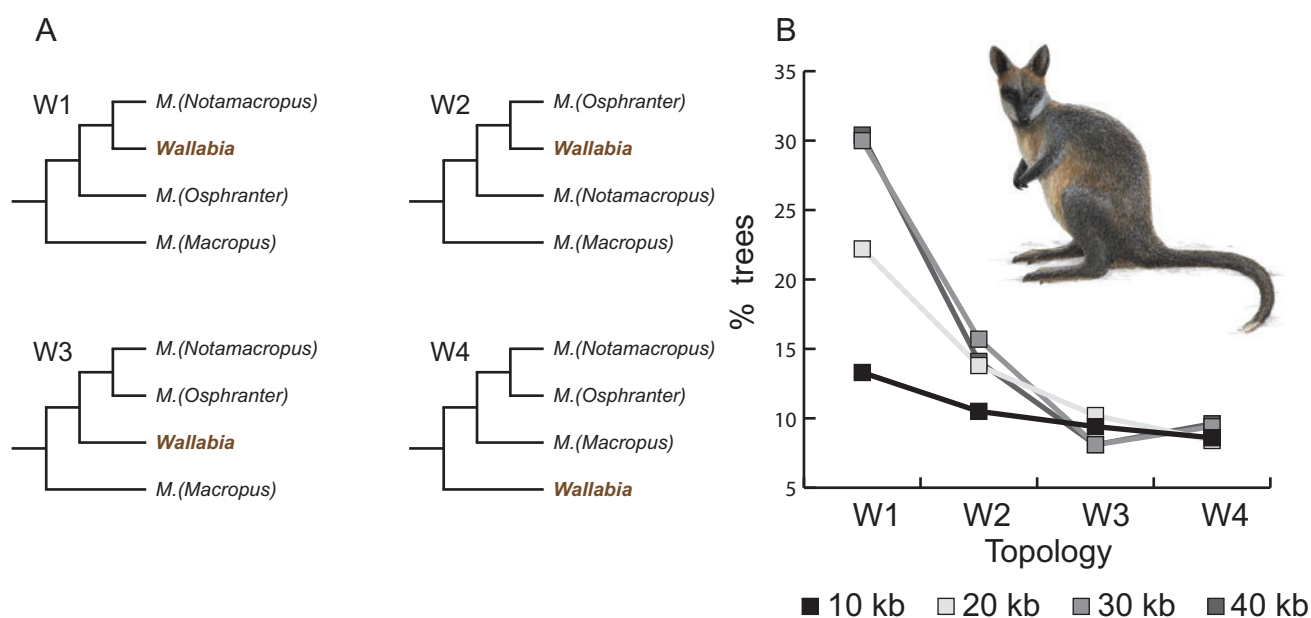 A
W1
M.(Notamacropus)
Wallabia
M.(Osphranter)
M.(Macropus)
W2
M.(Osphranter)
Wallabia
M.(Notamacropus)
M.(Macropus)
W3
M.(Notamacropus)
M.(Osphranter)
Wallabia
M.(Macropus)
W4
M.(Notamacropus)
M.(Osphranter)
M.(Macropus)
Wallabia
B
% trees
35
30
25
20
15
10
5
W1 W2 W3 W4
Topology
10 kb 20 kb 30 kb 40 kb